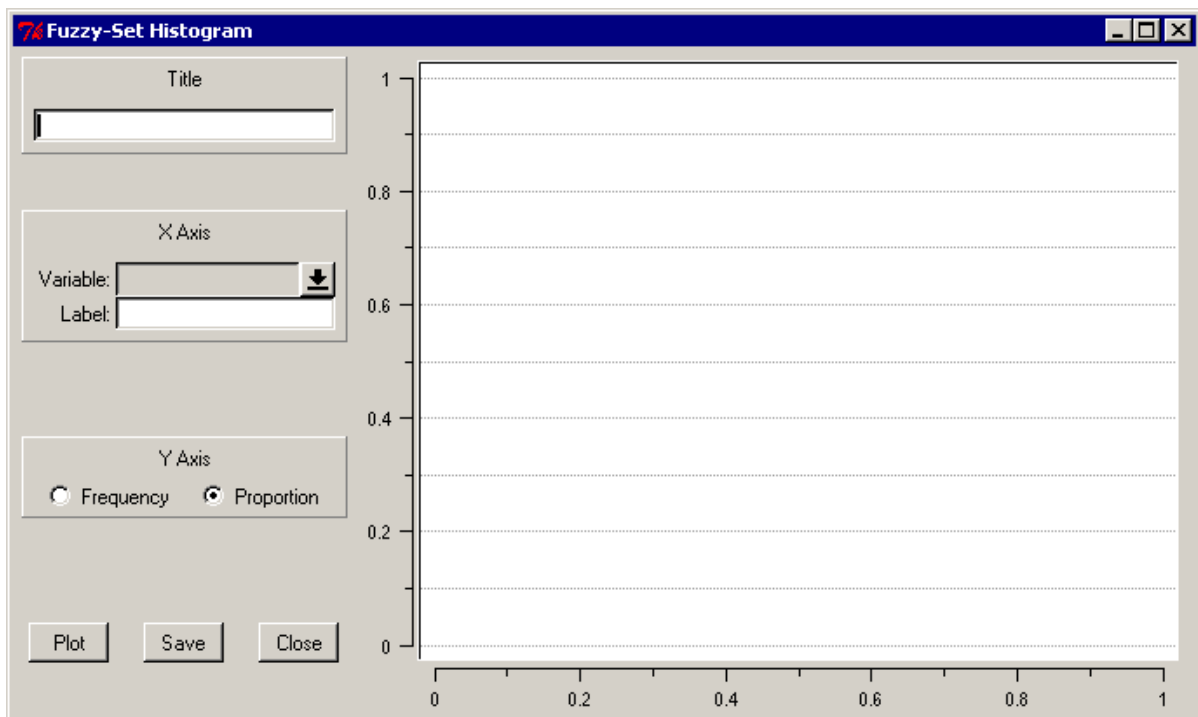 Fuzzy-Set Histogram
Title
X Axis
Variable:
Label:
Y Axis
Frequency Proportion
Plot Save Close
1
0.8
0.6
0.4
0.2
0
0 0.2 0.4 0.6 0.8 1